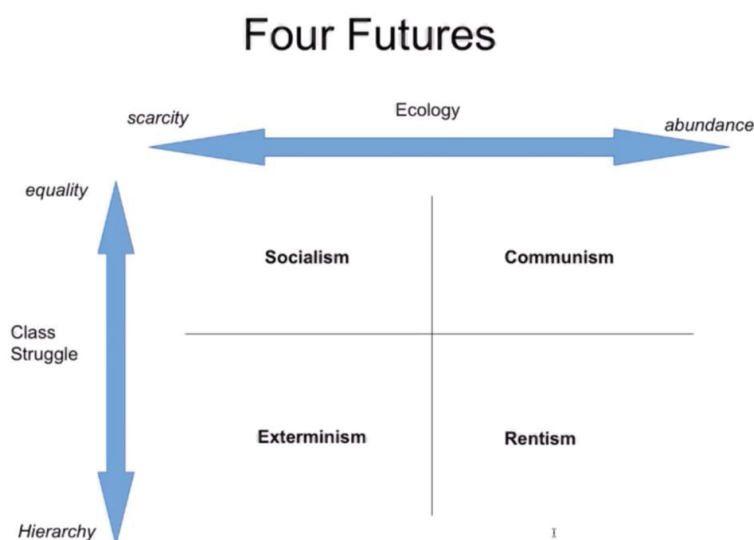 Four Futures
Ecology
scarcity
abundance
equality
Socialism
Communism
Class
Struggle
Exterminism
Rentism
Hierarchy